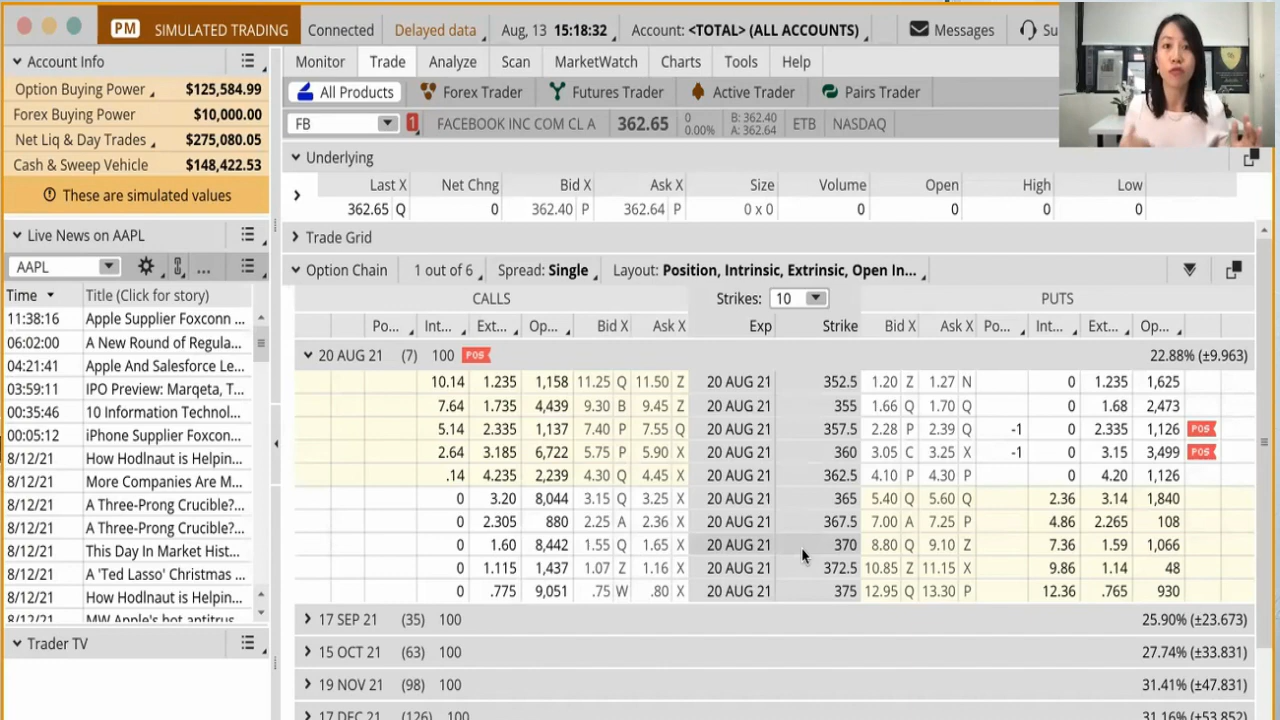 PM SIMULATED TRADING Connected Delayed data Aug, 13 15:18:32 Account: <TOTAL> (ALL ACCOUNTS) Messages Su
Account Info
Option Buying Power $125,584.99
Forex Buying Power $10,000.00
Net Liq & Day Trades $275,080.05
Cash & Sweep Vehicle $148,422.53
These are simulated values
Live News on AAPL
AAPL ...
Time Title (Click for story)
11:38:16 Apple Supplier Foxconn ...
06:02:00 A New Round of Regula...
04:21:41 Apple And Salesforce Le...
03:59:11 IPO Preview: Marqeta, T...
00:35:46 10 Information Technol...
00:05:12 iPhone Supplier Foxcon...
8/12/21 How Hodlnaut is Helpin...
8/12/21 More Companies Are M...
8/12/21 A Three-Prong Crucible?...
8/12/21 A Three-Prong Crucible?...
8/12/21 This Day In Market Hist...
8/12/21 A 'Ted Lasso' Christmas ...
8/12/21 How Hodlnaut is Helpin...
8/12/21 MW Apple's bot antitrus...
Trader TV
Monitor Trade Analyze Scan MarketWatch Charts Tools Help
All Products Forex Trader Futures Trader Active Trader Pairs Trader
FB 1 FACEBOOK INC COM CL A 362.65 0 0.00% B: 362.40 A: 362.64 ETB NASDAQ
Underlying
Last X Net Chng Bid X Ask X Size Volume Open High Low
362.65 Q 0 362.40 P 362.64 P 0 x 0 0 0 0 0
Trade Grid
Option Chain 1 out of 6 Spread: Single Layout: Position, Intrinsic, Extrinsic, Open In...
CALLS Strikes: 10 PUTS
Po... Int... Ext... Op... Bid X Ask X Exp Strike Bid X Ask X Po... Int... Ext... Op...
20 AUG 21 (7) 100 POS 22.88% (±9.963)
10.14 1.235 1,158 11.25 Q 11.50 Z 20 AUG 21 352.5 1.20 Z 1.27 N 0 1.235 1,625
7.64 1.735 4,439 9.30 B 9.45 Z 20 AUG 21 355 1.66 Q 1.70 Q 0 1.68 2,473
5.14 2.335 1,137 7.40 P 7.55 Q 20 AUG 21 357.5 2.28 P 2.39 Q -1 0 2.335 1,126 POS
2.64 3.185 6,722 5.75 P 5.90 X 20 AUG 21 360 3.05 C 3.25 X -1 0 3.15 3,499 POS
.14 4.235 2,239 4.30 Q 4.45 X 20 AUG 21 362.5 4.10 P 4.30 P 0 4.20 1,126
0 3.20 8,044 3.15 Q 3.25 X 20 AUG 21 365 5.40 Q 5.60 Q 2.36 3.14 1,840
0 2.305 880 2.25 A 2.36 X 20 AUG 21 367.5 7.00 A 7.25 P 4.86 2.265 108
0 1.60 8,442 1.55 Q 1.65 X 20 AUG 21 370 8.80 Q 9.10 Z 7.36 1.59 1,066
0 1.115 1,437 1.07 Z 1.16 X 20 AUG 21 372.5 10.85 Z 11.15 X 9.86 1.14 48
0 .775 9,051 .75 W .80 X 20 AUG 21 375 12.95 Q 13.30 P 12.36 .765 930
17 SEP 21 (35) 100 25.90% (±23.673)
15 OCT 21 (63) 100 27.74% (±33.831)
19 NOV 21 (98) 100 31.41% (±47.831)
17 DEC 21 (126) 100 31.16% (±53.852)